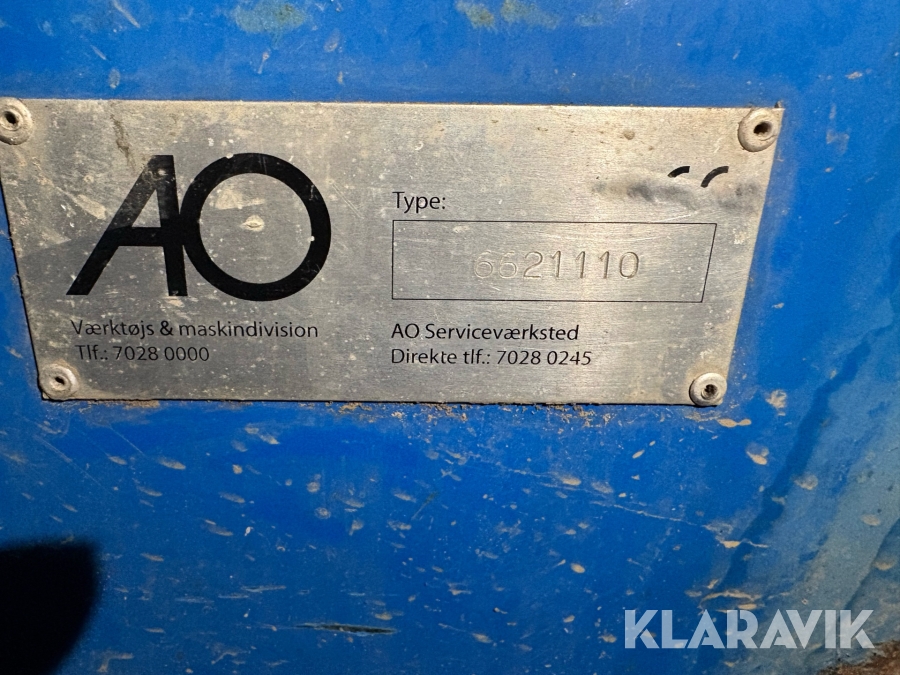 AO
Type:
6621110
Værktøjs & maskindivision
Tlf.: 7028 0000
AO Serviceværksted
Direkte tlf.: 7028 0245
KLARAVIK